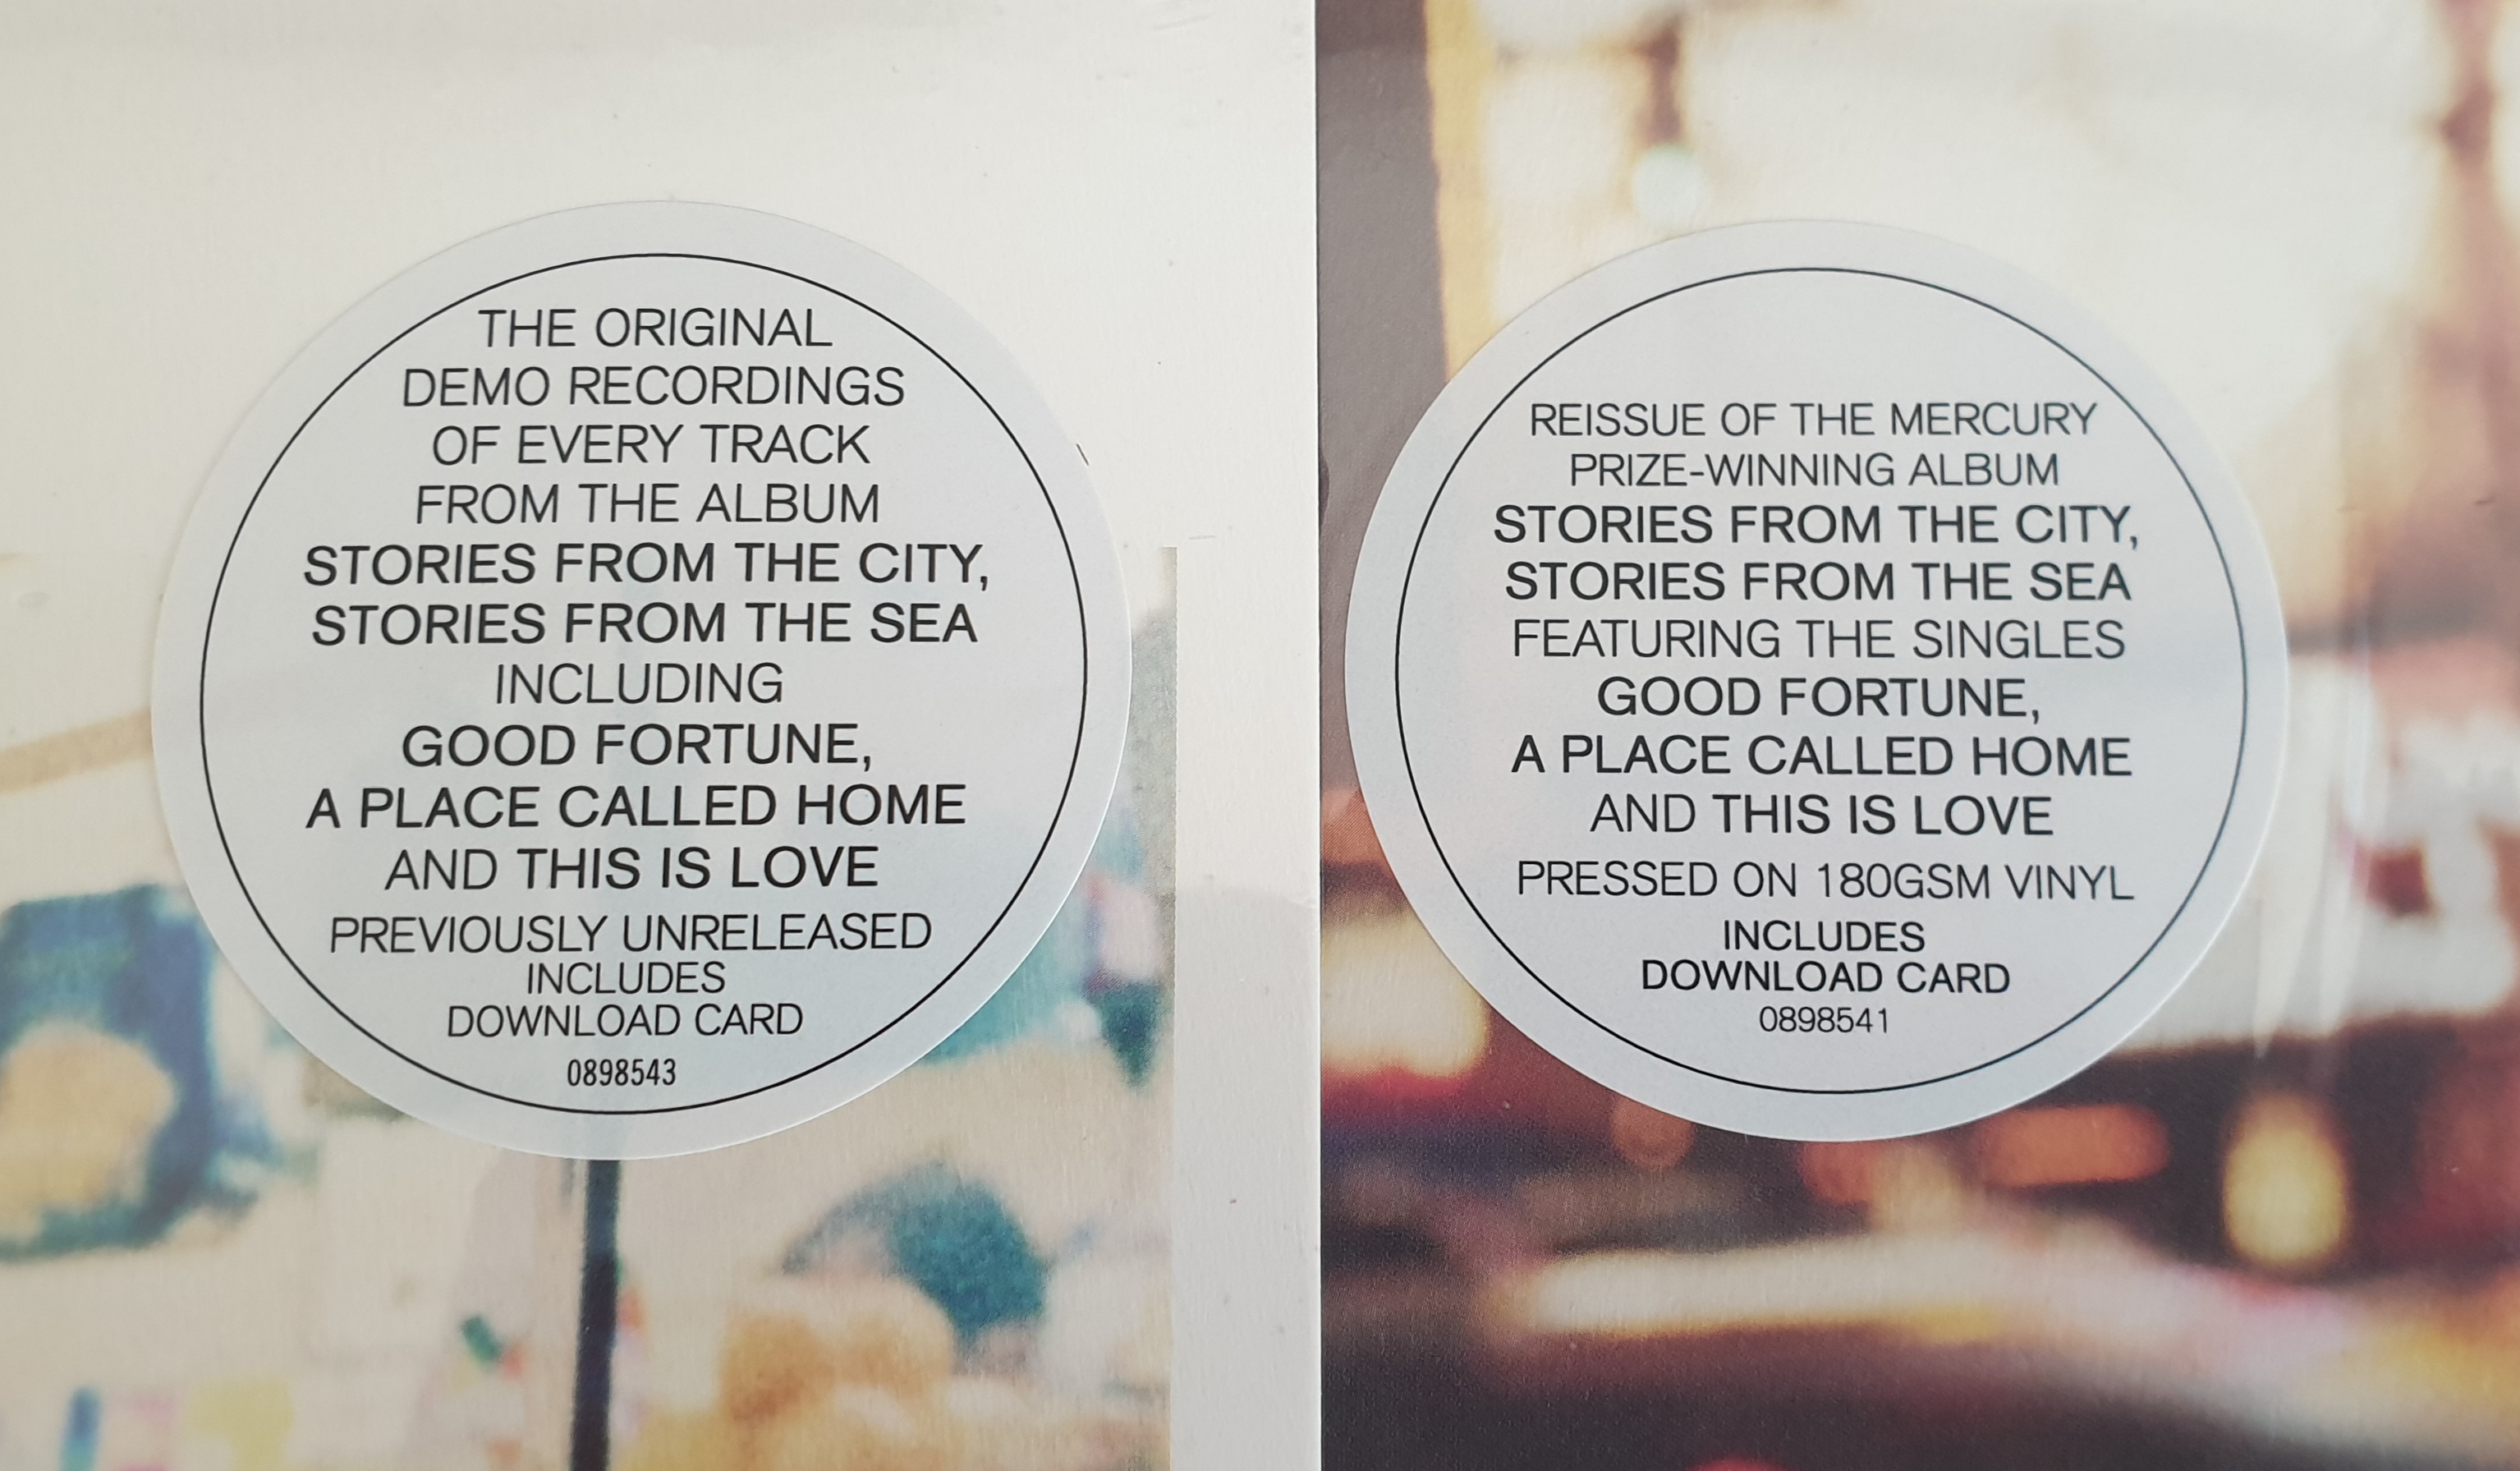 THE ORIGINAL
DEMO RECORDINGS
OF EVERY TRACK
FROM THE ALBUM
STORIES FROM THE CITY,
STORIES FROM THE SEA
INCLUDING
GOOD FORTUNE,
A PLACE CALLED HOME
AND THIS IS LOVE
PREVIOUSLY UNRELEASED
INCLUDES
DOWNLOAD CARD
0898543
REISSUE OF THE MERCURY
PRIZE-WINNING ALBUM
STORIES FROM THE CITY,
STORIES FROM THE SEA
FEATURING THE SINGLES
GOOD FORTUNE,
A PLACE CALLED HOME
AND THIS IS LOVE
PRESSED ON 180GSM VINYL
INCLUDES
DOWNLOAD CARD
0898541